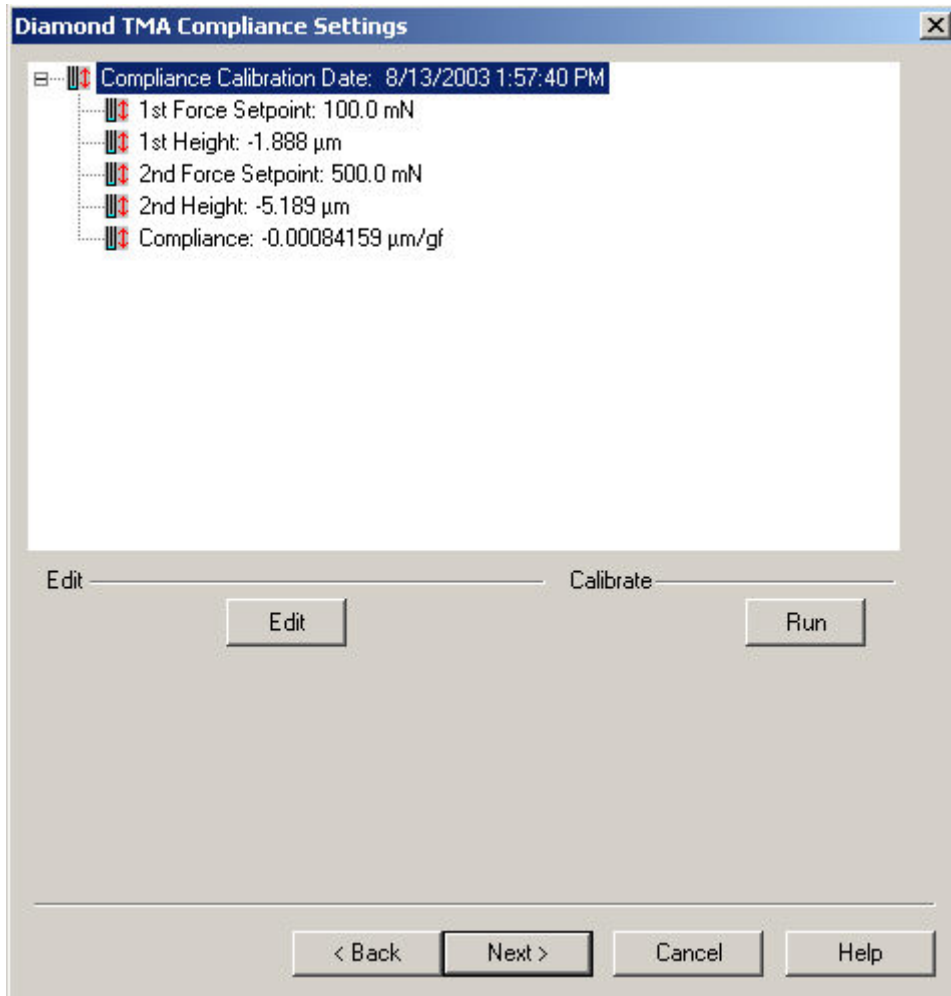 Diamond TMA Compliance Settings
Compliance Calibration Date: 8/13/2003 1:57:40 PM
1st Force Setpoint: 100.0 mN
1st Height: -1.888 µm
2nd Force Setpoint: 500.0 mN
2nd Height: -5.189 µm
Compliance: -0.00084159 µm/gf
Edit
Calibrate
Edit
Run
< Back
Next >
Cancel
Help